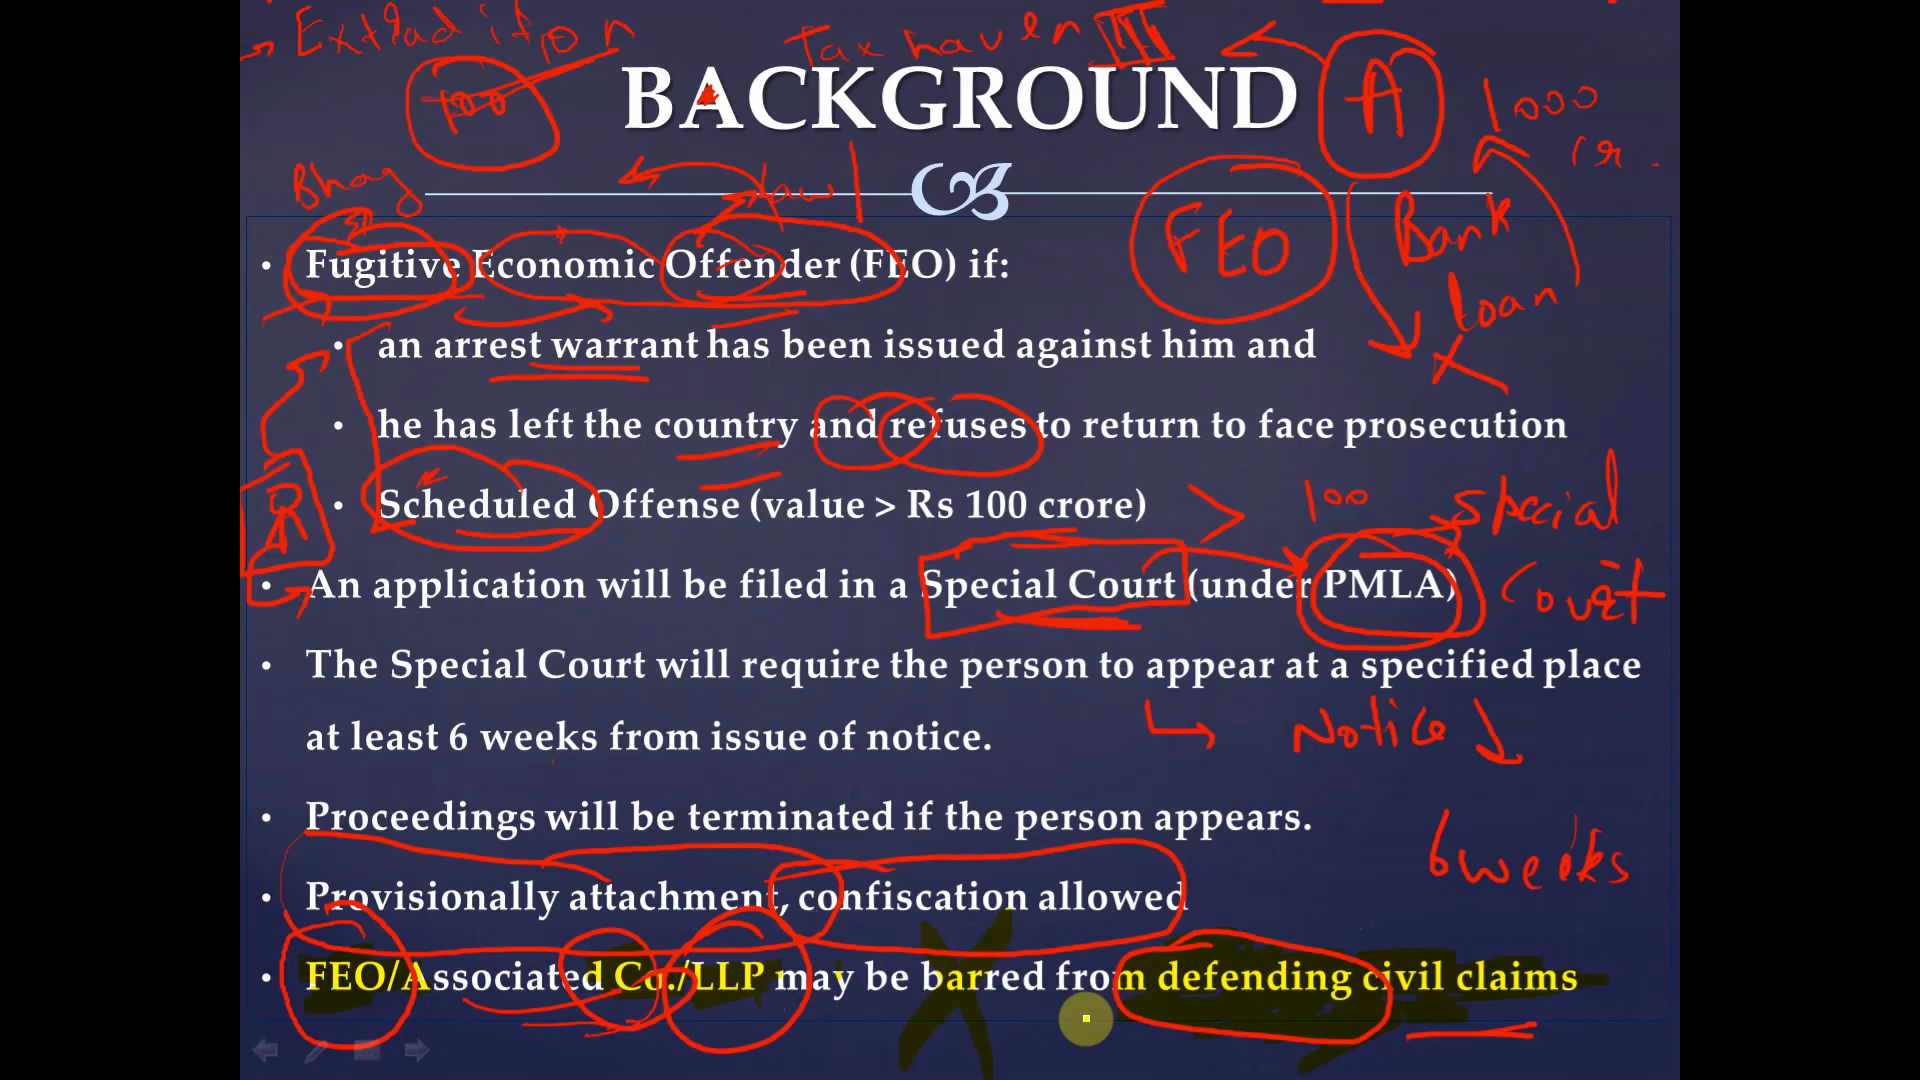 Extradition
Tax haven
A
1000
cr.
100
BACKGROUND
Bhag
law
FEO
Bank
Loan
• Fugitive Economic Offender (FEO) if:
• an arrest warrant has been issued against him and
• he has left the country and refuses to return to face prosecution
• Scheduled Offense (value > Rs 100 crore)
> 100
Special
Court
• An application will be filed in a Special Court (under PMLA)
• The Special Court will require the person to appear at a specified place
at least 6 weeks from issue of notice.
Notice
• Proceedings will be terminated if the person appears.
6 weeks
• Provisionally attachment, confiscation allowed
• FEO/Associated Co./LLP may be barred from defending civil claims